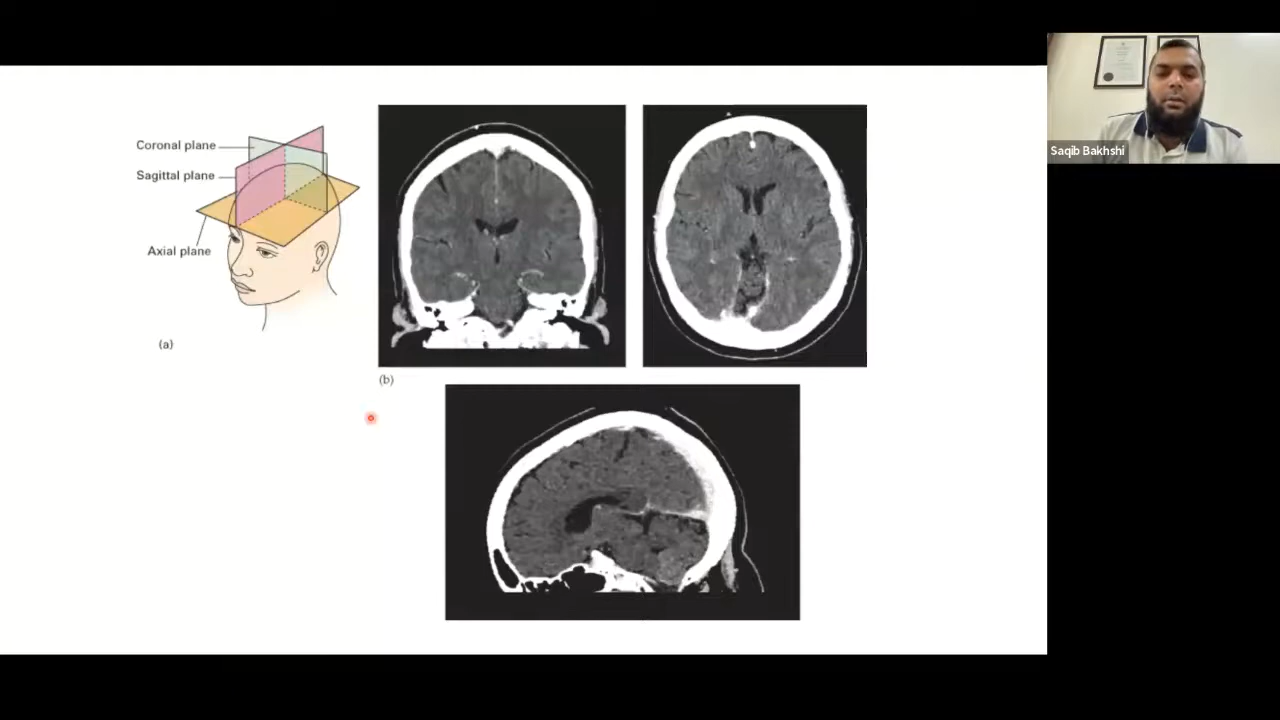 Coronal plane
Sagittal plane
Axial plane
(a)
(b)
Saqib Bakhshi